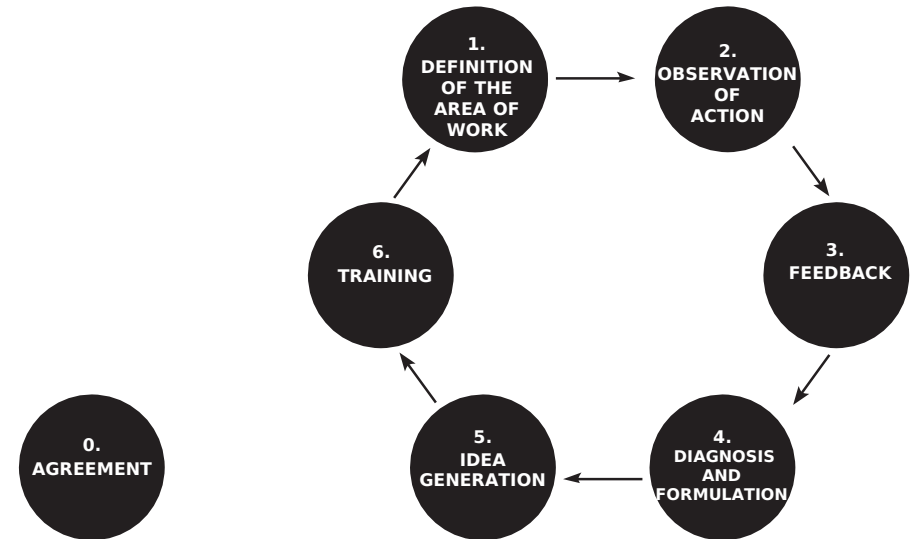 1.
DEFINITION
OF THE
AREA OF
WORK
2.
OBSERVATION
OF
ACTION
3.
FEEDBACK
4.
DIAGNOSIS
AND
FORMULATION
5.
IDEA
GENERATION
6.
TRAINING
0.
AGREEMENT